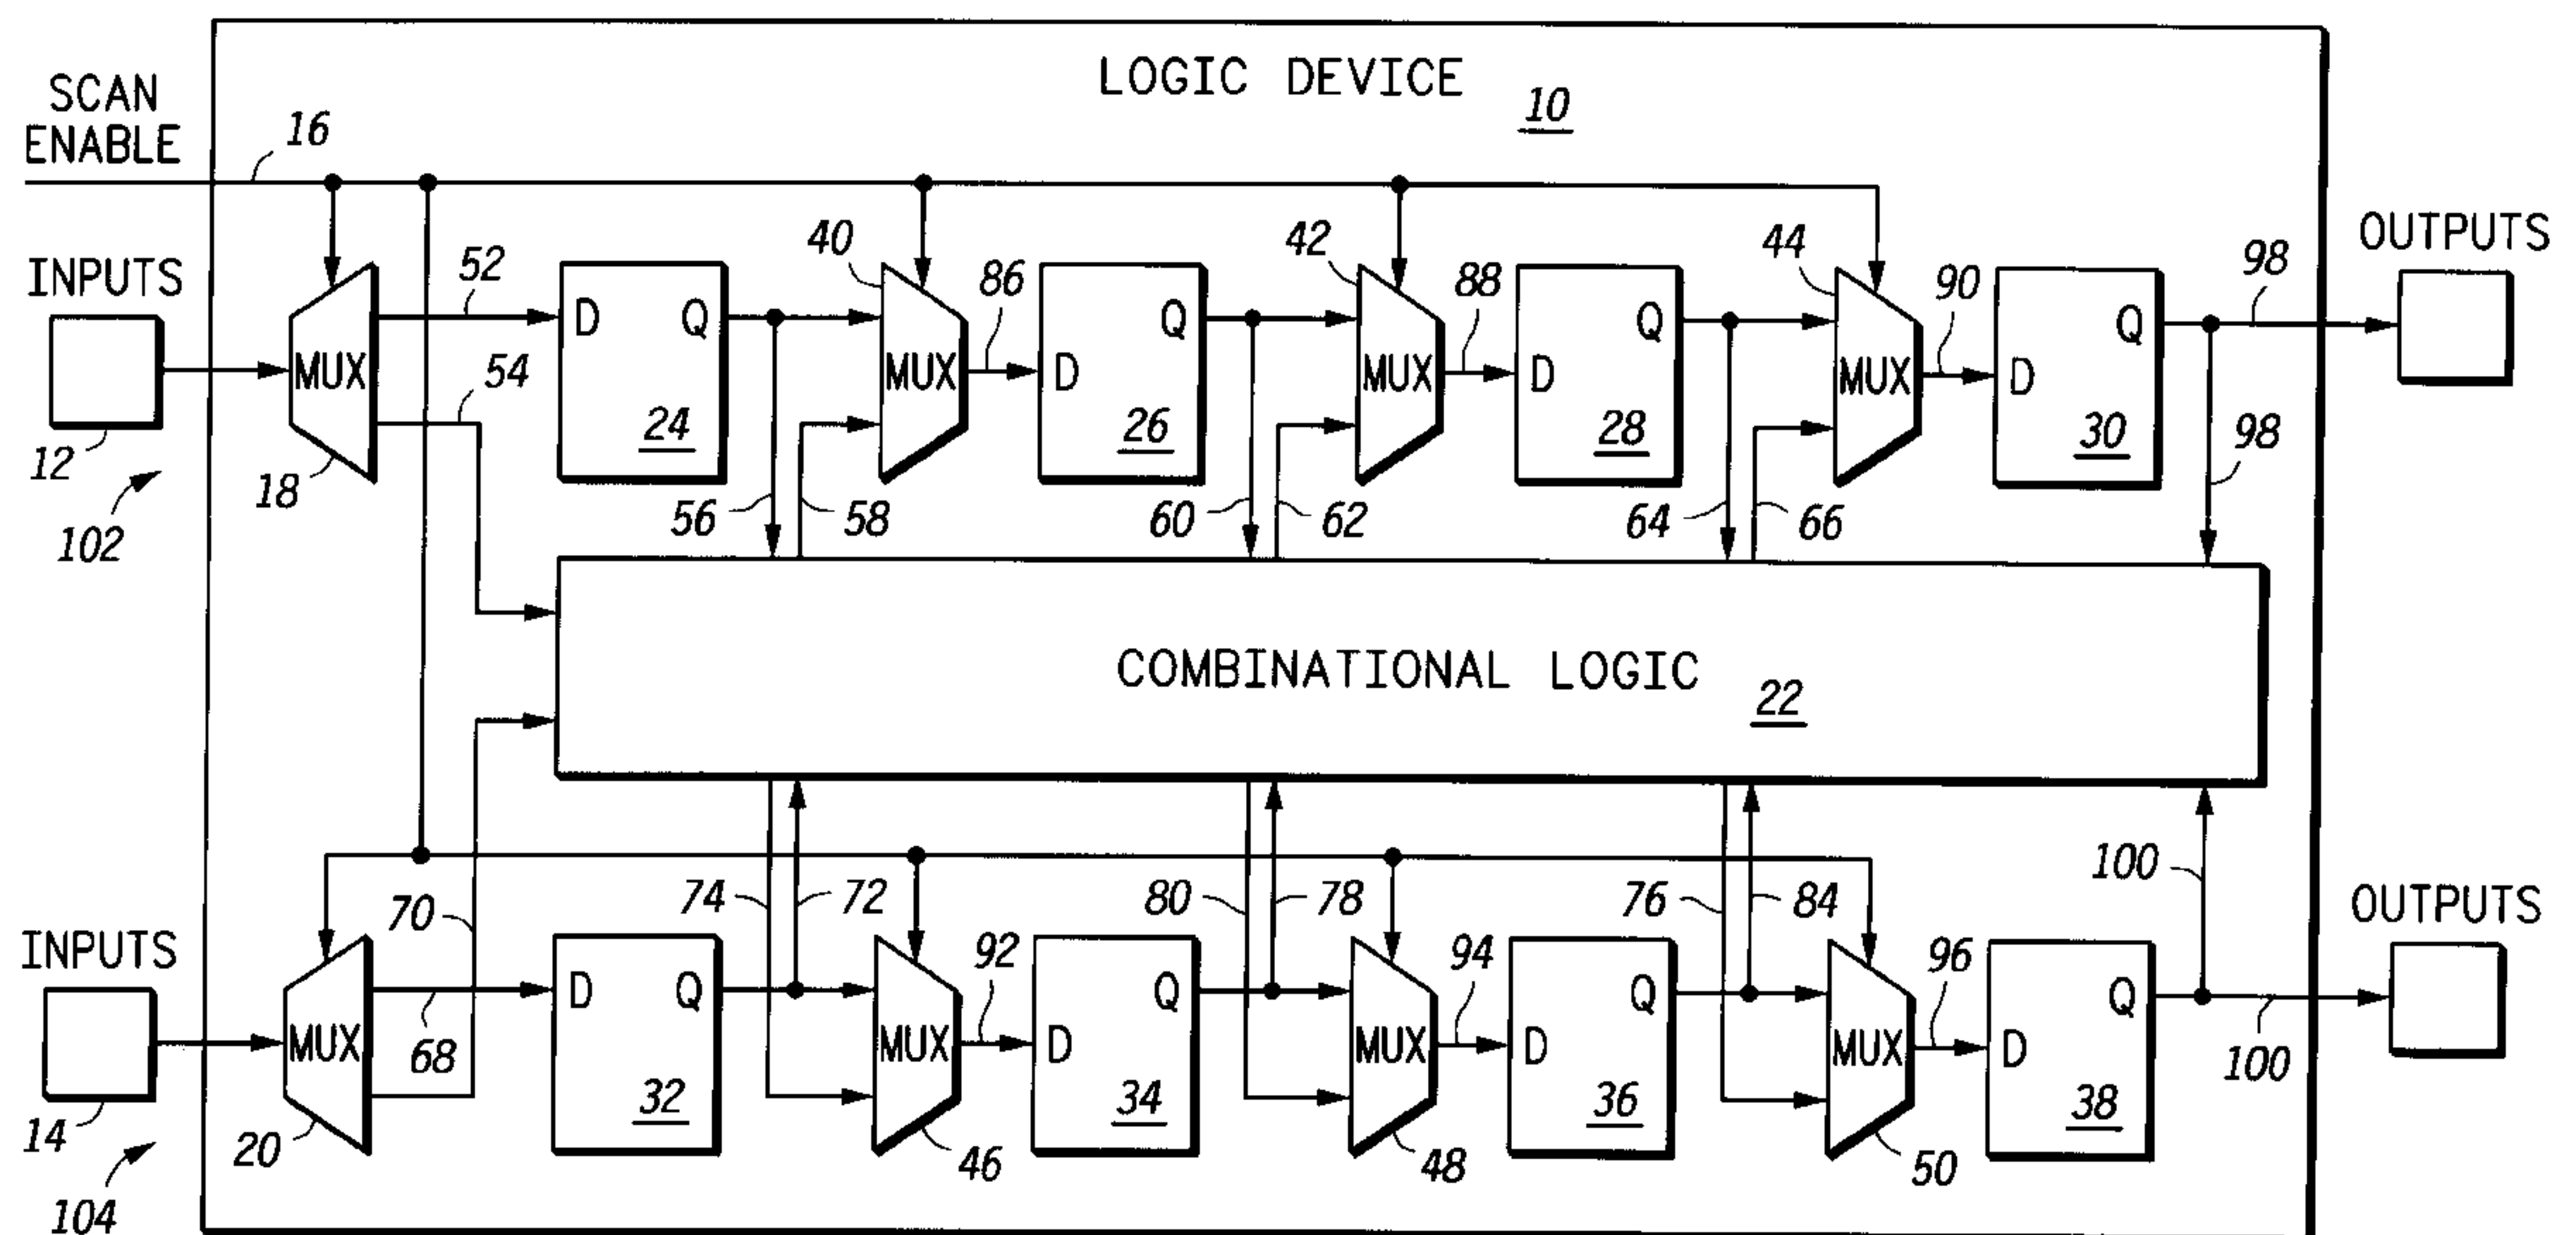 LOGIC DEVICE
10
SCAN
ENABLE
16
INPUTS
12
102
MUX
18
52
54
D Q
24
40
MUX
86
D Q
26
42
MUX
88
D Q
28
44
MUX
90
D Q
30
98
OUTPUTS
98
56
58
60
62
64
66
COMBINATIONAL LOGIC
22
74
72
80
78
76
84
100
70
INPUTS
14
104
MUX
20
68
D Q
32
MUX
46
92
D Q
34
MUX
48
94
D Q
36
MUX
50
96
D Q
38
100
OUTPUTS